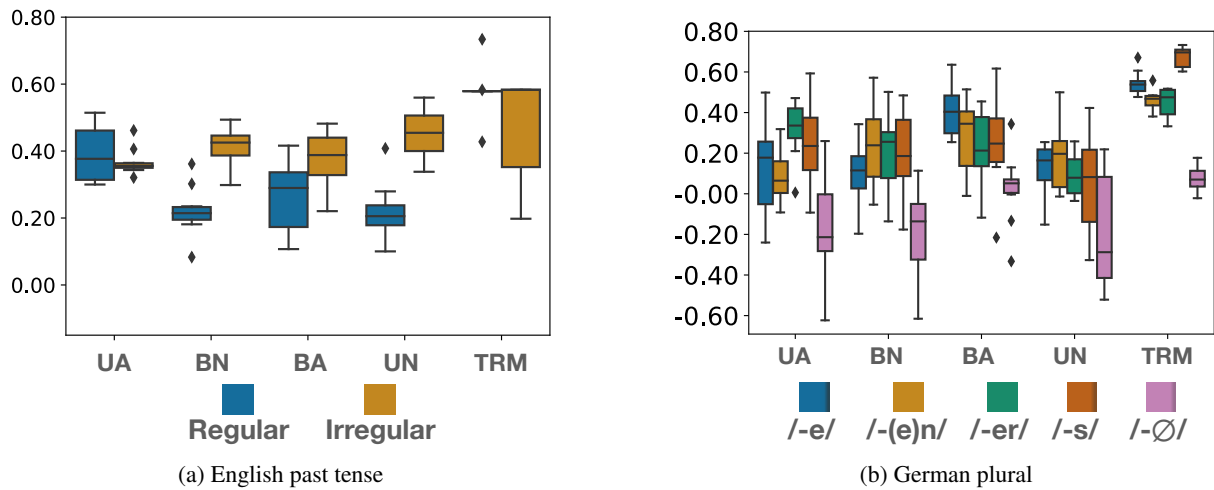 0.80
0.60
0.40
0.20
0.00
UA BN BA UN TRM
Regular Irregular
(a) English past tense
0.80
0.60
0.40
0.20
-0.00
-0.20
-0.40
-0.60
UA BN BA UN TRM
/-e/ /-(e)n/ /-er/ /-s/ /-∅/
(b) German plural